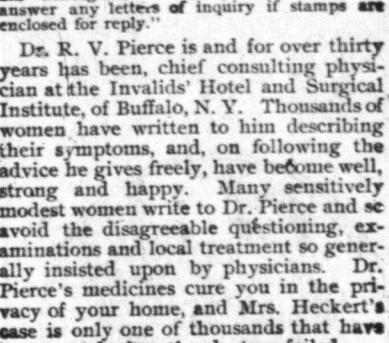 answer any letters of inquiry if stamps are
enclosed for reply."
Dr. R. V. Pierce is and for over thirty
years has been, chief consulting physi-
cian at the Invalids' Hotel and Surgical
Institute, of Buffalo, N. Y. Thousands of
women have written to him describing
their symptoms, and, on following the
advice he gives freely, have become well,
strong and happy. Many sensitively
modest women write to Dr. Pierce and so
avoid the disagreeable questioning, ex-
aminations and local treatment so gener-
ally insisted upon by physicians. Dr.
Pierce's medicines cure you in the pri-
vacy of your home, and Mrs. Heckert's
case is only one of thousands that have